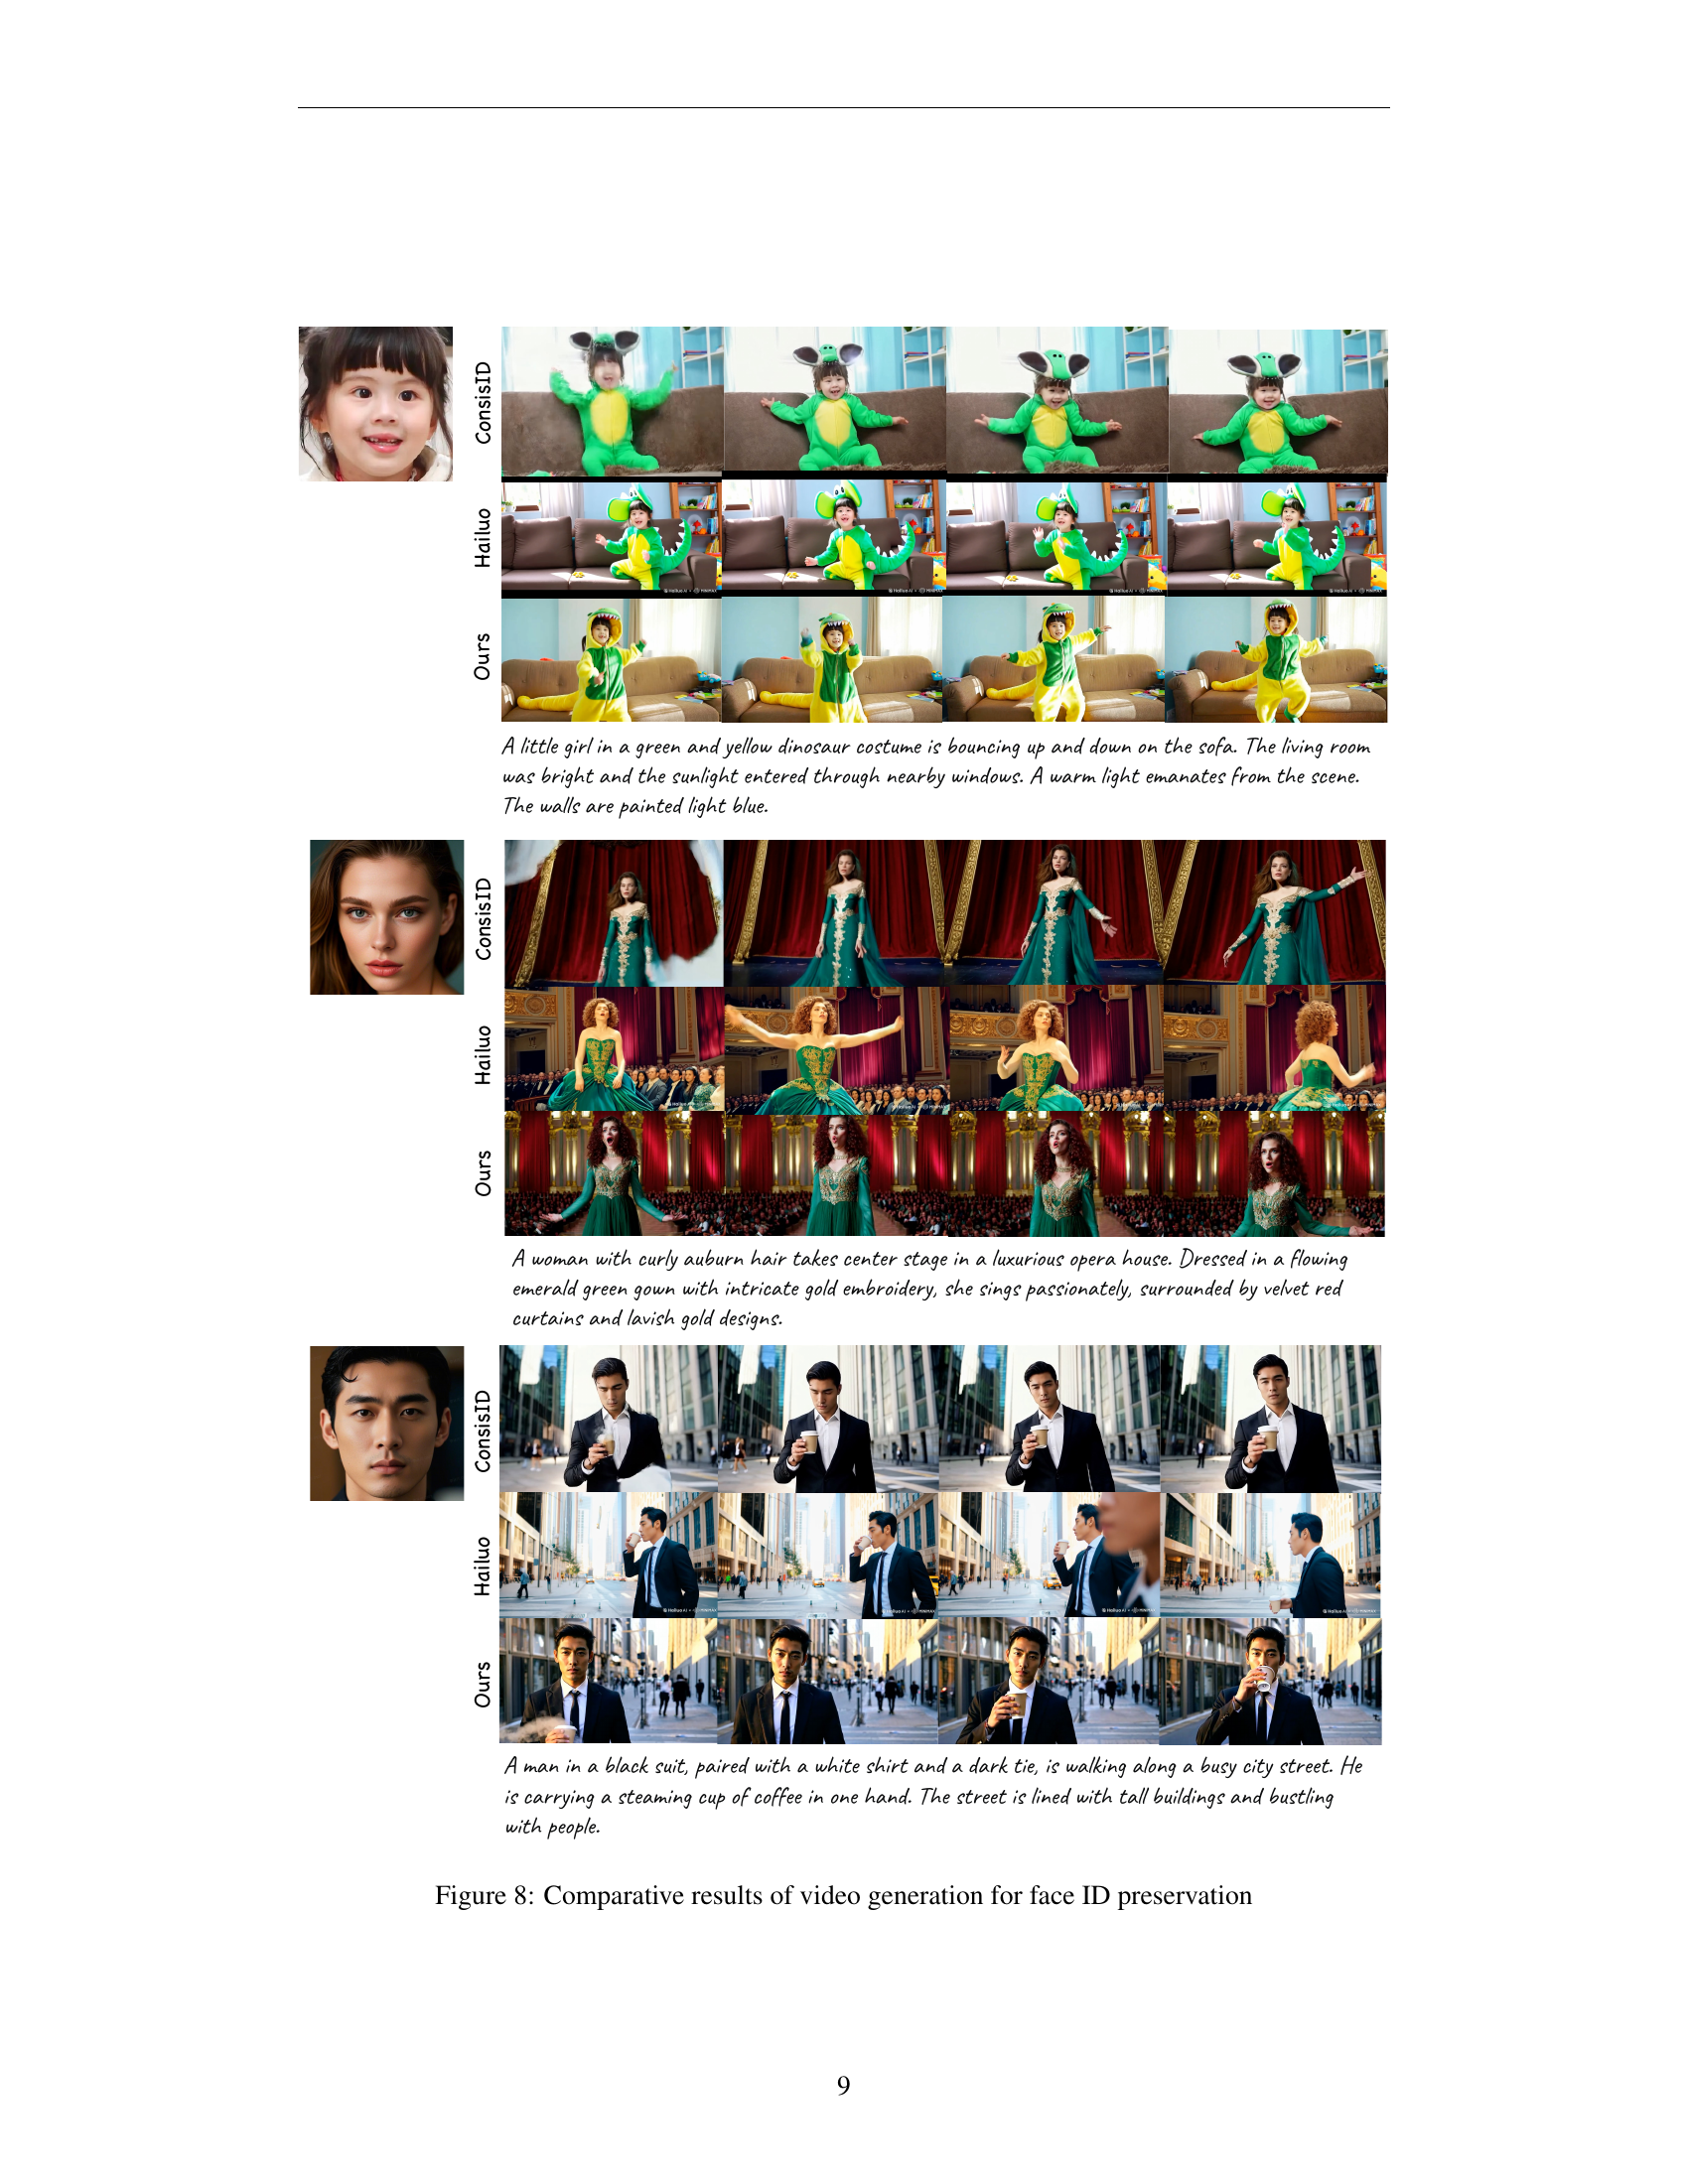 ConsisID
Hailuo
Ours
A little girl in a green and yellow dinosaur costume is bouncing up and down on the sofa. The living room
was bright and the sunlight entered through nearby windows. A warm light emanates from the scene.
The walls are painted light blue.
ConsisID
Hailuo
Ours
A woman with curly auburn hair takes center stage in a luxurious opera house. Dressed in a flowing
emerald green gown with intricate gold embroidery, she sings passionately, surrounded by velvet red
curtains and lavish gold designs.
ConsisID
Hailuo
Ours
A man in a black suit, paired with a white shirt and a dark tie, is walking along a busy city street. He
is carrying a steaming cup of coffee in one hand. The street is lined with tall buildings and bustling
with people.
Figure 8: Comparative results of video generation for face ID preservation
9